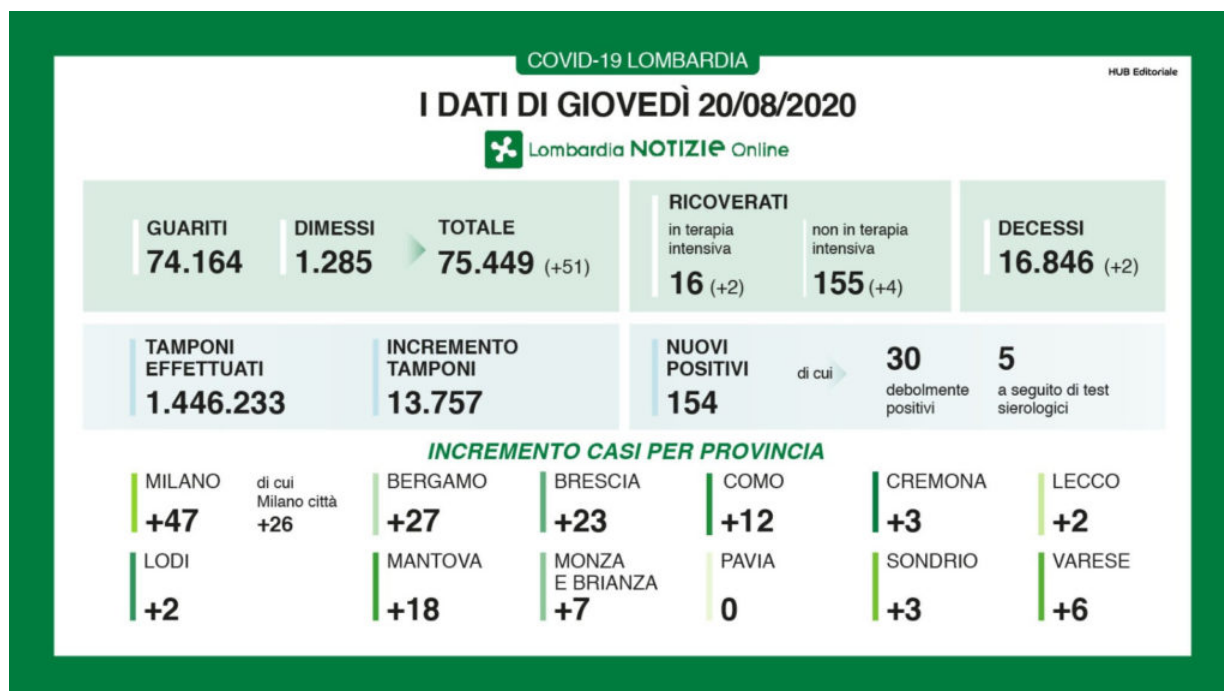 COVID-19 LOMBARDIA
HUB Editoriale
I DATI DI GIOVEDÌ 20/08/2020
Lombardia NOTIZIe Online
GUARITI
74.164
DIMESSI
1.285
TOTALE
75.449 (+51)
RICOVERATI
in terapia
intensiva
16 (+2)
non in terapia
intensiva
155 (+4)
DECESSI
16.846 (+2)
TAMPONI
EFFETTUATI
1.446.233
INCREMENTO
TAMPONI
13.757
NUOVI
POSITIVI
154
di cui
30
debolmente
positivi
5
a seguito di test
sierologici
INCREMENTO CASI PER PROVINCIA
MILANO
+47
di cui
Milano città
+26
BERGAMO
+27
BRESCIA
+23
COMO
+12
CREMONA
+3
LECCO
+2
LODI
+2
MANTOVA
+18
MONZA
E BRIANZA
+7
PAVIA
0
SONDRIO
+3
VARESE
+6